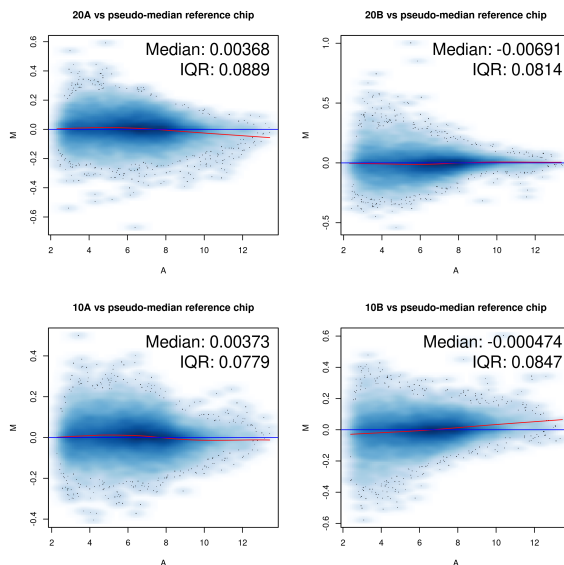 20A vs pseudo-median reference chip
Median: 0.00368
IQR: 0.0889
M
-0.6 -0.4 -0.2 0.0 0.2 0.4 0.6
2 4 6 8 10 12
A
20B vs pseudo-median reference chip
Median: -0.00691
IQR: 0.0814
M
-0.5 0.0 0.5 1.0
2 4 6 8 10 12
A
10A vs pseudo-median reference chip
Median: 0.00373
IQR: 0.0779
M
-0.4 -0.2 0.0 0.2 0.4
2 4 6 8 10 12
A
10B vs pseudo-median reference chip
Median: -0.000474
IQR: 0.0847
M
-0.6 -0.4 -0.2 0.0 0.2 0.4 0.6
2 4 6 8 10 12
A